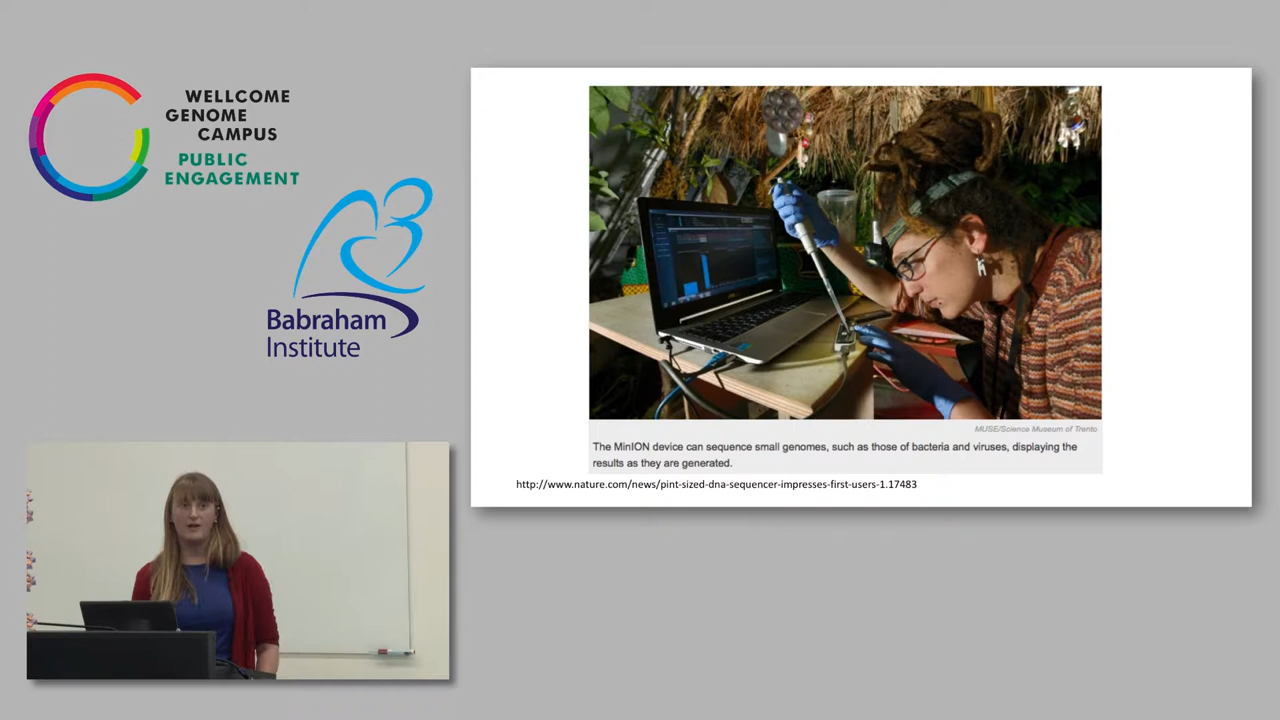 WELLCOME
GENOME
CAMPUS
PUBLIC
ENGAGEMENT
Babraham
Institute
MUSE/Science Museum of Trento
The MinION device can sequence small genomes, such as those of bacteria and viruses, displaying the
results as they are generated.
http://www.nature.com/news/pint-sized-dna-sequencer-impresses-first-users-1.17483